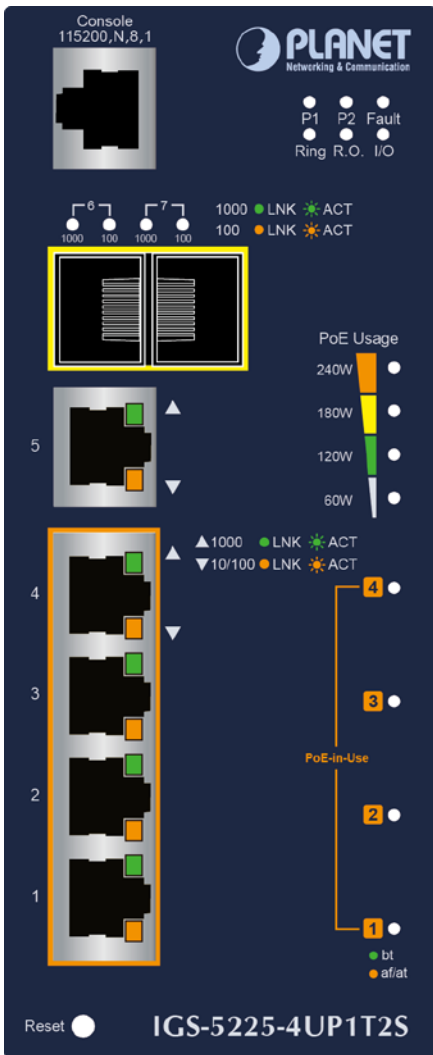 Console
115200,N,8,1
PLANET
Networking & Communication
P1 P2 Fault
Ring R.O. I/O
6 7
1000 100 1000 100
1000 LNK ACT
100 LNK ACT
PoE Usage
240W
180W
120W
60W
5
▲1000 LNK ACT
▼10/100 LNK ACT
4
3
2
1
4
3
PoE-in-Use
2
1
bt
af/at
Reset
IGS-5225-4UP1T2S